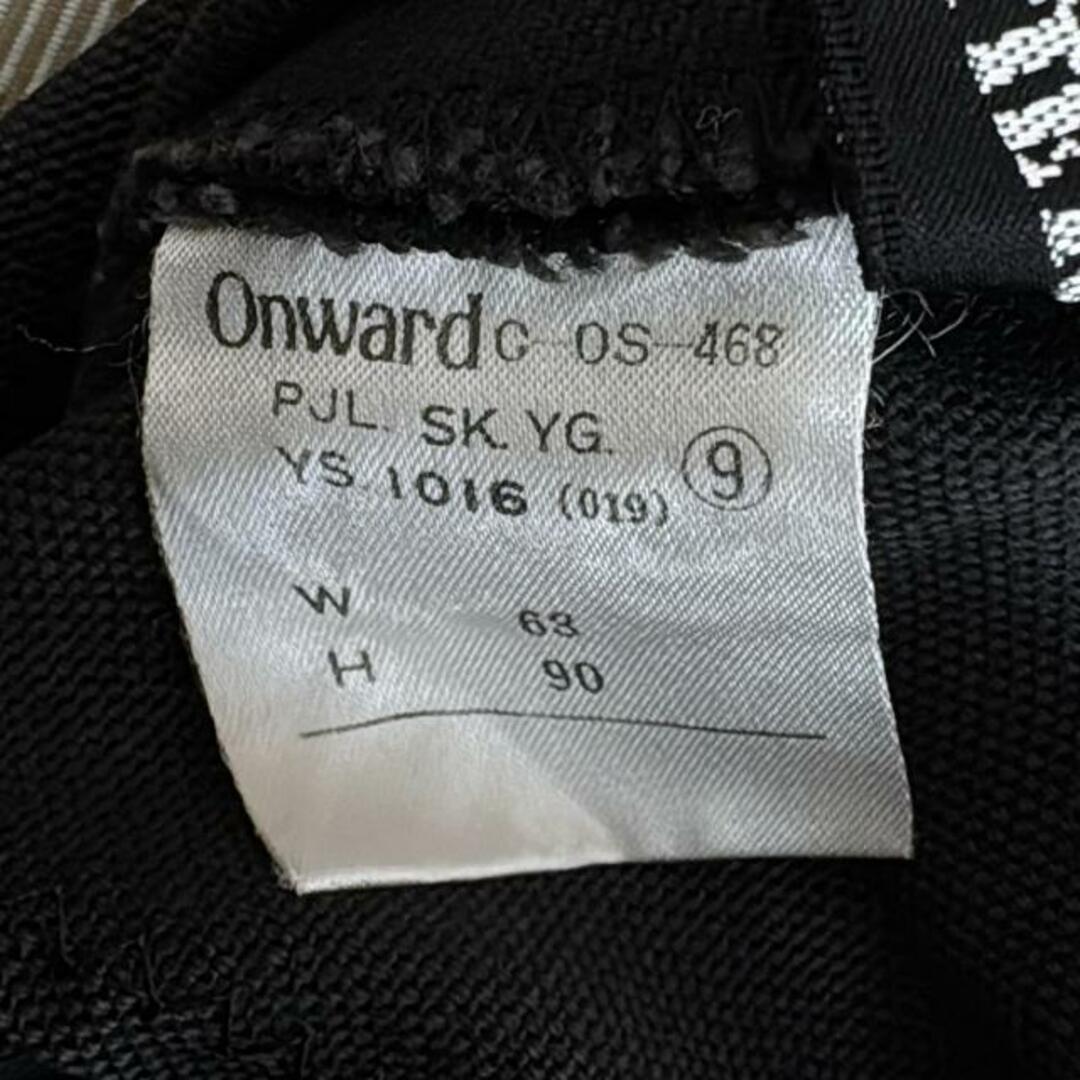 Onward C OS-468
PJL. SK. YG.
YS. 1016 (019) ⑨
W 63
H 90